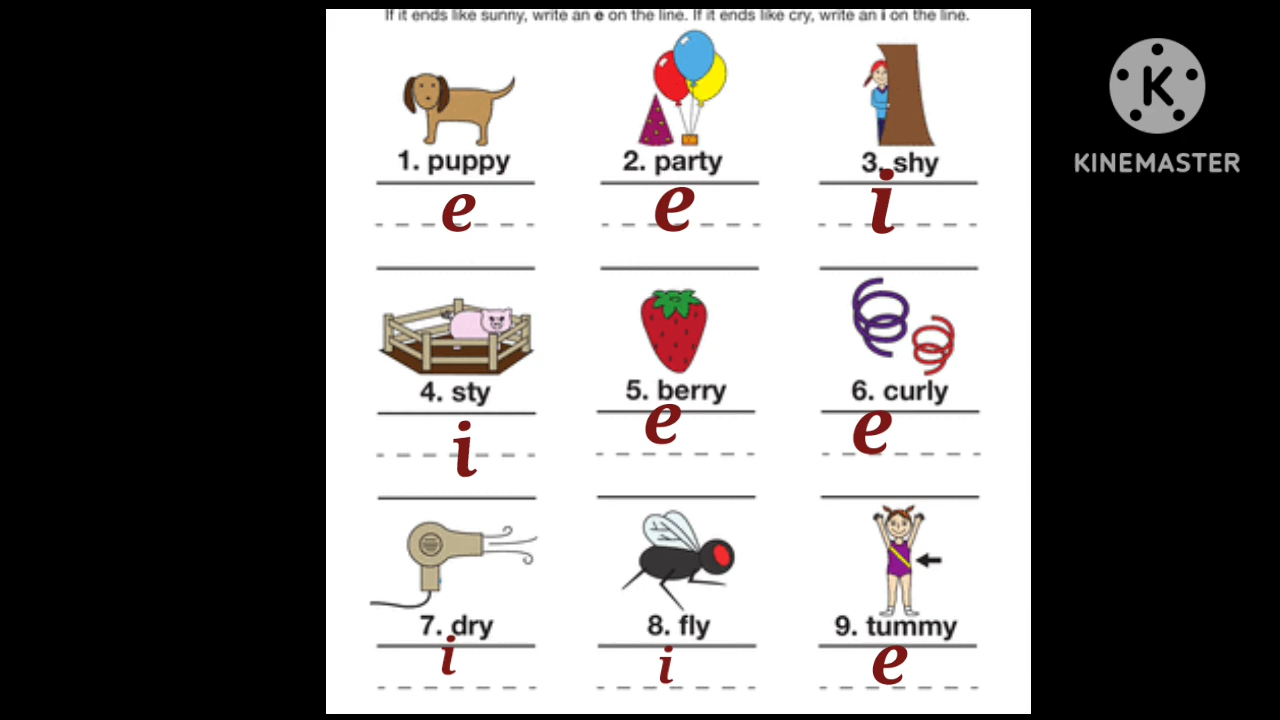 If it ends like sunny, write an e on the line. If it ends like cry, write an i on the line.
K
KINEMASTER
1. puppy
2. party
3. shy
e
e
i
4. sty
5. berry
6. curly
i
e
e
7. dry
8. fly
9. tummy
i
i
e